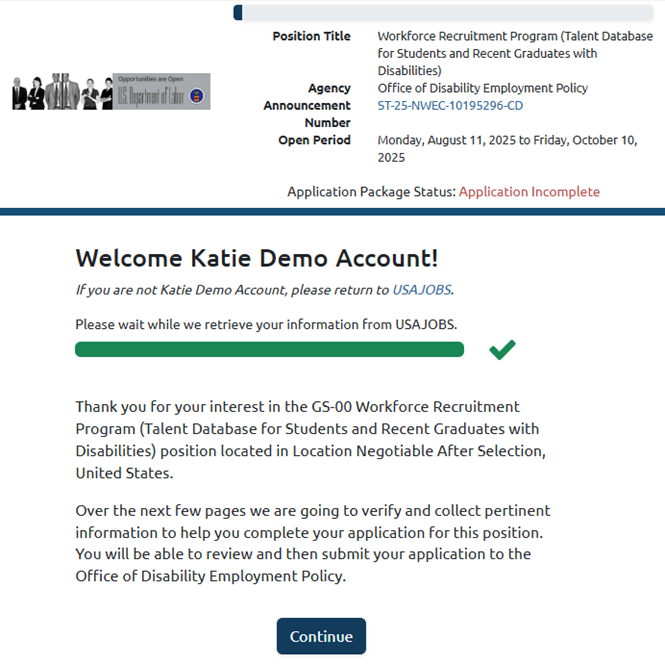 Position Title
Workforce Recruitment Program (Talent Database
for Students and Recent Graduates with
Disabilities)
Opportunities are Open
U.S. Department of Labor
Agency
Office of Disability Employment Policy
Announcement
Number
ST-25-NWEC-10195296-CD
Open Period
Monday, August 11, 2025 to Friday, October 10,
2025
Application Package Status: Application Incomplete
Welcome Katie Demo Account!
If you are not Katie Demo Account, please return to USAJOBS.
Please wait while we retrieve your information from USAJOBS.
Thank you for your interest in the GS-00 Workforce Recruitment
Program (Talent Database for Students and Recent Graduates with
Disabilities) position located in Location Negotiable After Selection,
United States.
Over the next few pages we are going to verify and collect pertinent
information to help you complete your application for this position.
You will be able to review and then submit your application to the
Office of Disability Employment Policy.
Continue